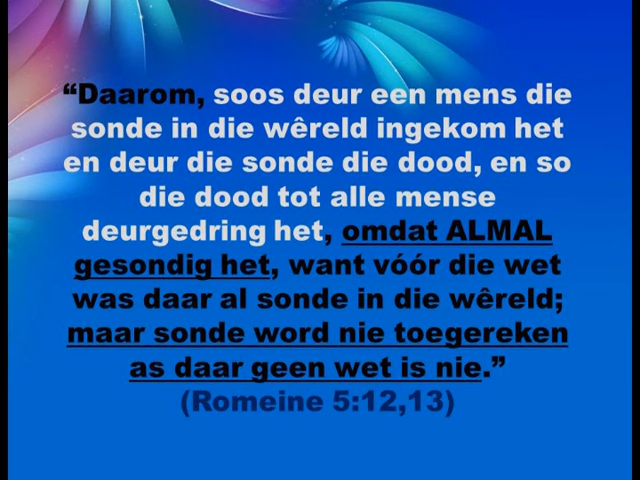 “Daarom, soos deur een mens die
sonde in die wêreld ingekom het
en deur die sonde die dood, en so
die dood tot alle mense
deurgedring het, omdat ALMAL
gesondig het, want vóór die wet
was daar al sonde in die wêreld;
maar sonde word nie toegereken
as daar geen wet is nie.”
(Romeine 5:12,13)